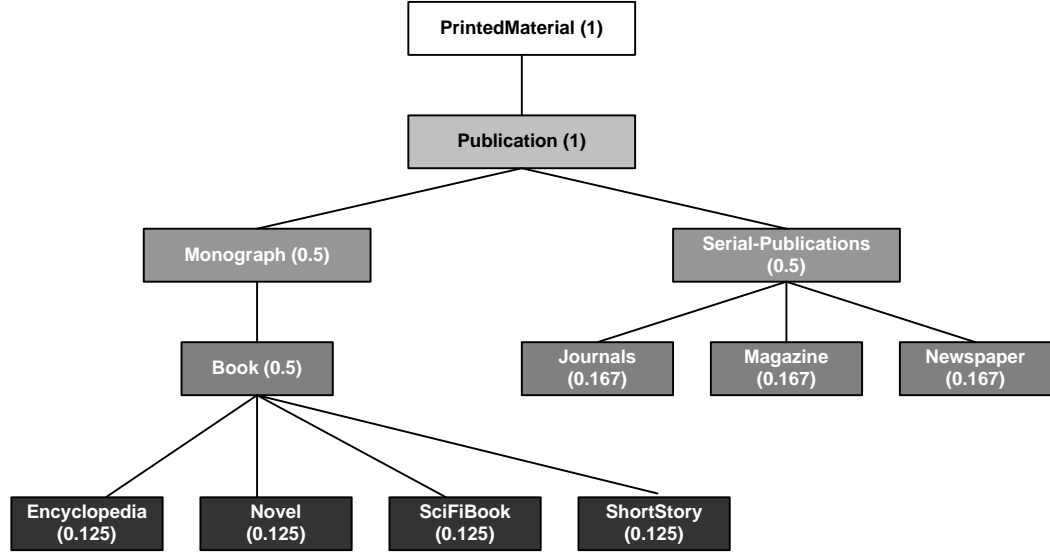 PrintedMaterial (1)
Publication (1)
Monograph (0.5)
Serial-Publications
(0.5)
Book (0.5)
Journals
(0.167)
Magazine
(0.167)
Newspaper
(0.167)
Encyclopedia
(0.125)
Novel
(0.125)
SciFiBook
(0.125)
ShortStory
(0.125)